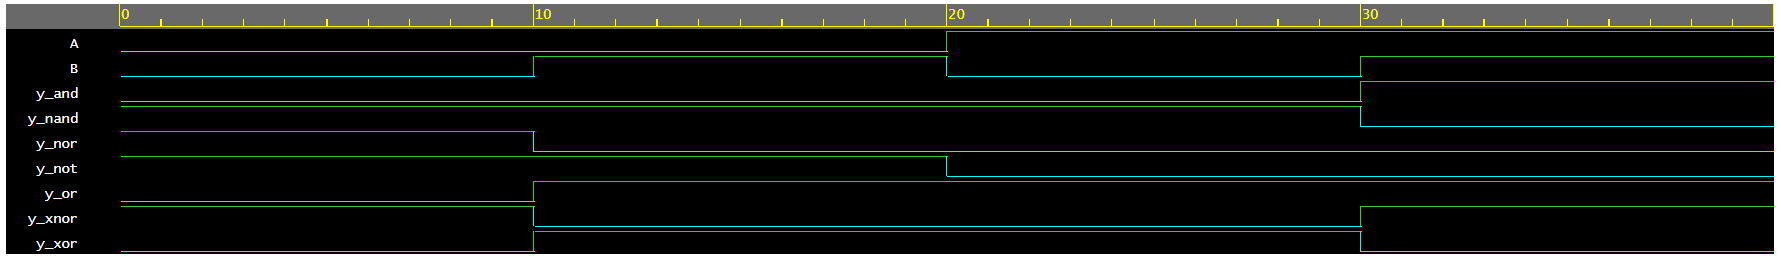 0 10 20 30
A
B
y_and
y_nand
y_nor
y_not
y_or
y_xnor
y_xor